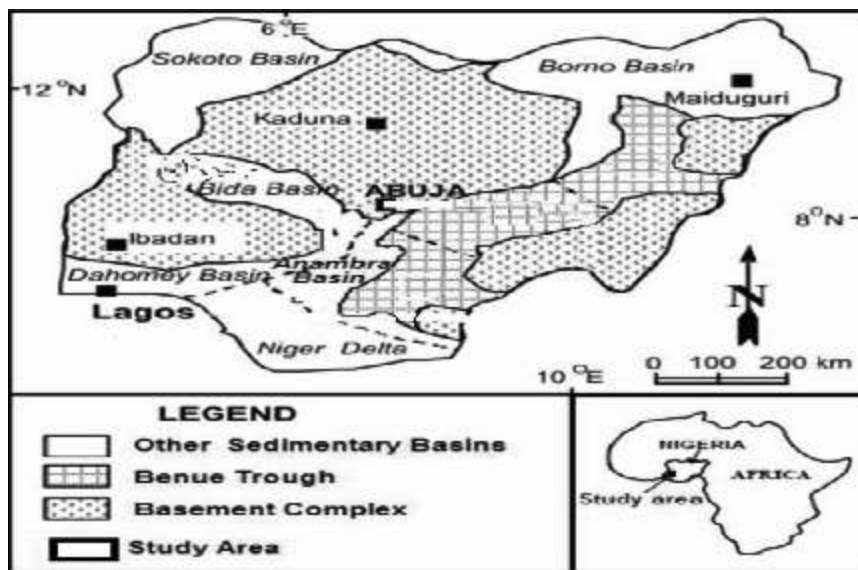 6 °E
Sokoto Basin
Borno Basin
12 °N
Maiduguri
Kaduna
Bida Basin
ABUJA
8°N
Ibadan
Anambra
Basin
Dahomey Basin
Lagos
N
Niger Delta
10 °E
0 100 200 km
LEGEND
Other Sedimentary Basins
Benue Trough
Basement Complex
Study Area
NIGERIA
AFRICA
Study area